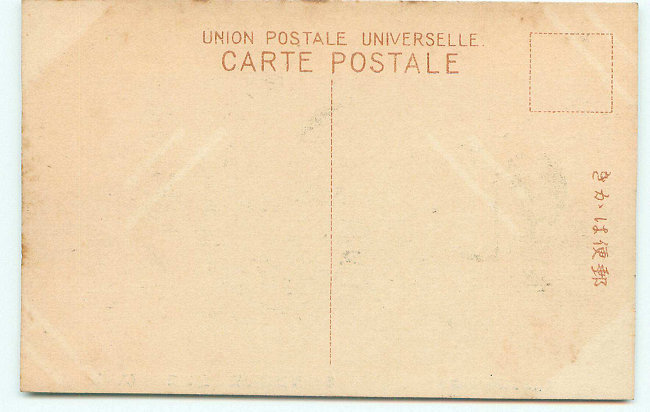 UNION POSTALE UNIVERSELLE.
CARTE POSTALE
郵便はかき